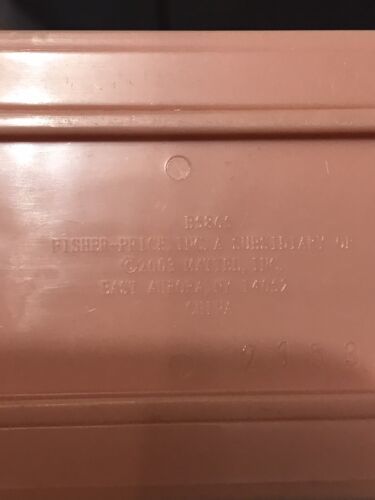 FISHER-PRICE, INC. A SUBSIDIARY OF
©2003 MATTEL, INC.
EAST AURORA, NY 14052
CHINA